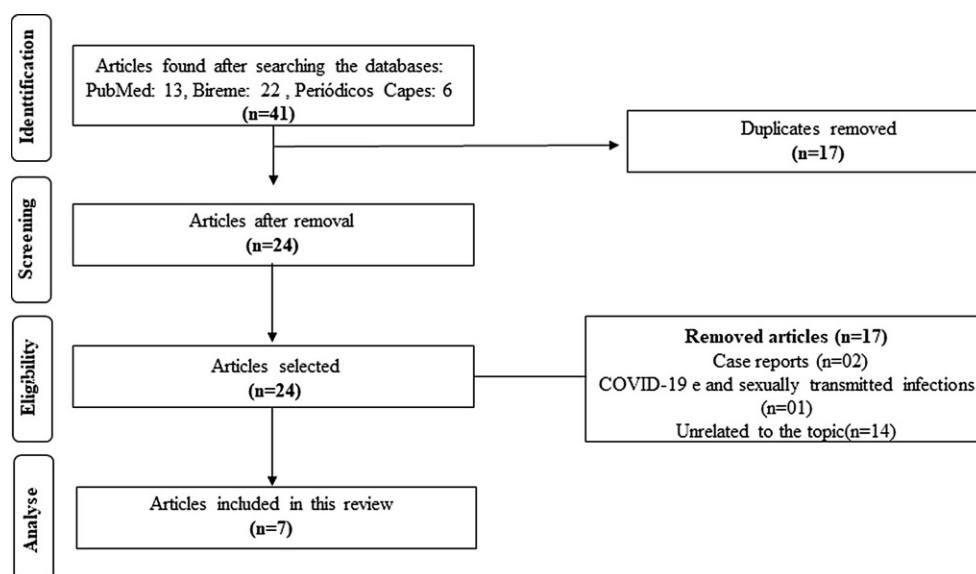 Identtification
Articles found after searching the databases:
PubMed: 13, Bireme: 22 , Periódicos Capes: 6
(n=41)
Duplicates removed
(n=17)
Screening
Articles after removal
(n=24)
Eligibility
Articles selected
(n=24)
Removed articles (n=17)
Case reports (n=02)
COVID-19 e and sexually transmitted infections
(n=01)
Unrelated to the topic(n=14)
Analyse
Articles included in this review
(n=7)